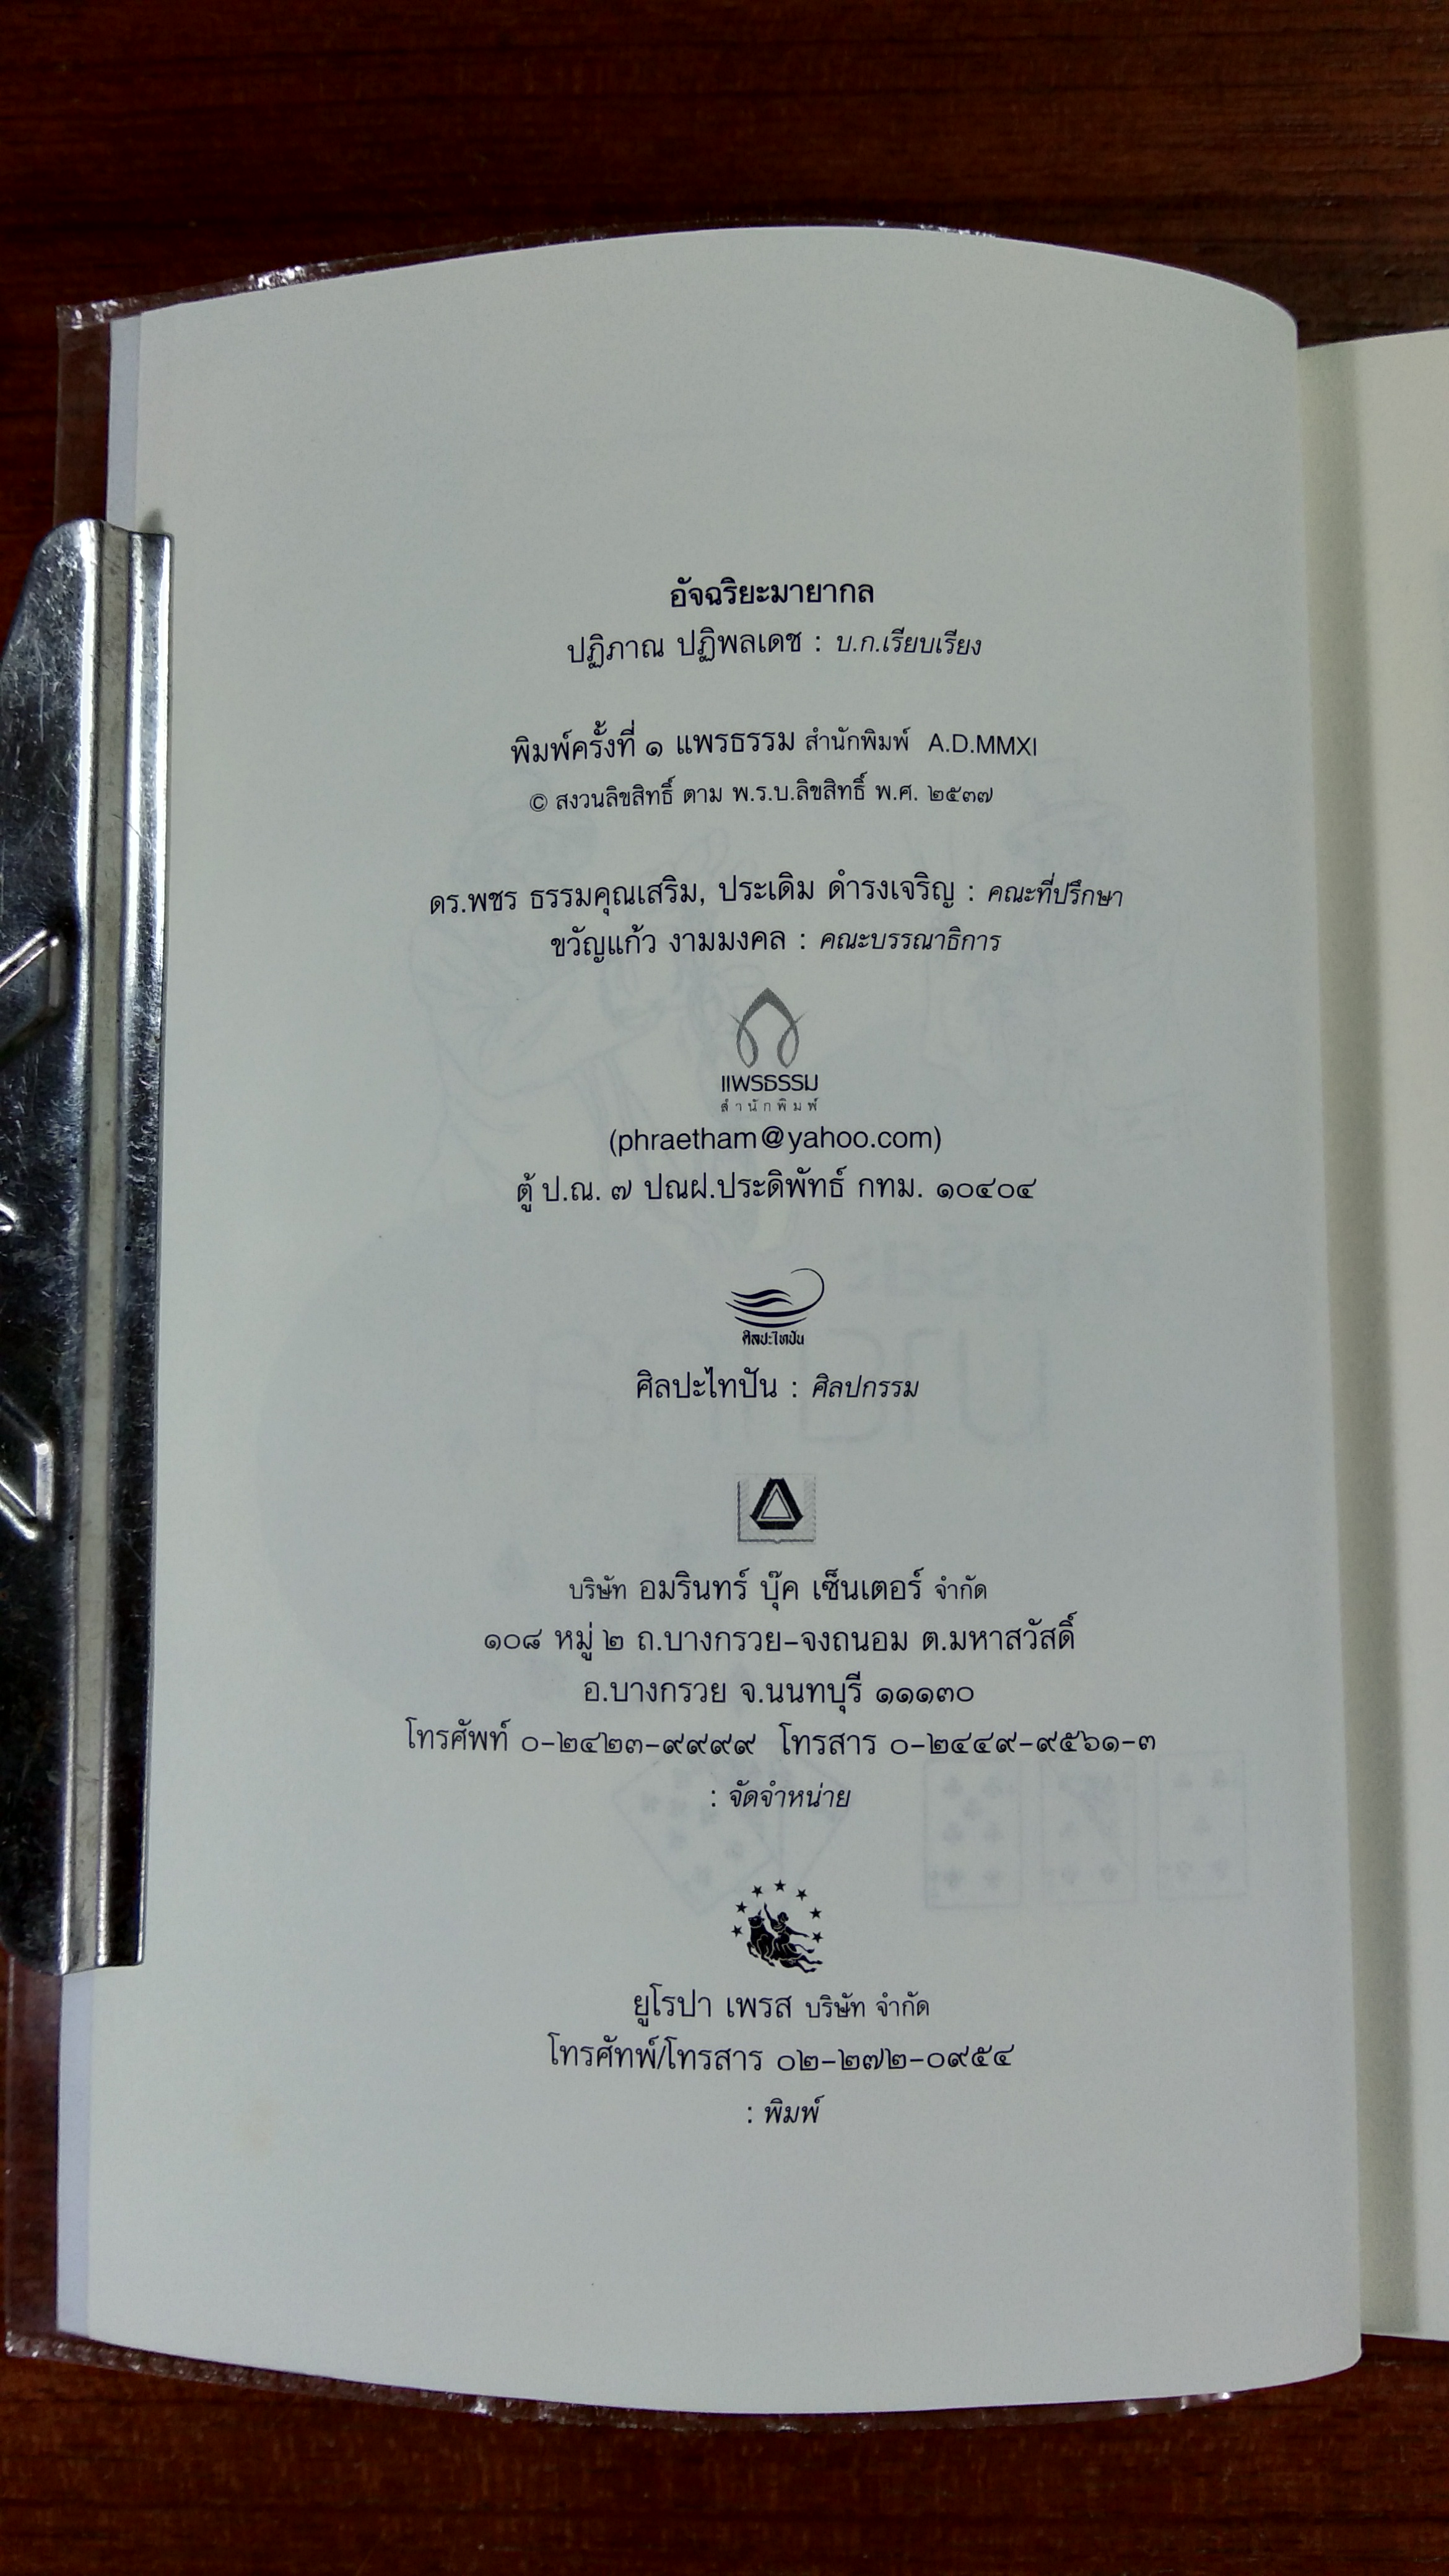 อัจฉริยะมายากล
ปฏิภาณ ปฏิพลเดช : บ.ก.เรียบเรียง
พิมพ์ครั้งที่ ๑ แพรธรรม สำนักพิมพ์ A.D.MMXI
© สงวนลิขสิทธิ์ ตาม พ.ร.บ.ลิขสิทธิ์ พ.ศ. ๒๕๓๗
ดร.พชร ธรรมคุณเสริม, ประเดิม ดำรงเจริญ : คณะที่ปรึกษา
ขวัญแก้ว งามมงคล : คณะบรรณาธิการ
แพรธรรม
สำนักพิมพ์
(phraetham@yahoo.com)
ตู้ ป.ณ. ๗ ปณฝ.ประดิพัทธ์ กทม. ๑๐๔๐๔
ศิลปะไทปัน
ศิลปะไทปัน : ศิลปกรรม
บริษัท อมรินทร์ บุ๊ค เซ็นเตอร์ จำกัด
๑๐๘ หมู่ ๒ ถ.บางกรวย-จงถนอม ต.มหาสวัสดิ์
อ.บางกรวย จ.นนทบุรี ๑๑๑๓๐
โทรศัพท์ ๐-๒๔๒๓-๙๙๙๙ โทรสาร ๐-๒๔๔๙-๙๕๖๑-๓
: จัดจำหน่าย
ยูโรปา เพรส บริษัท จำกัด
โทรศัทพ์/โทรสาร ๐๒-๒๗๒-๐๙๕๔
: พิมพ์